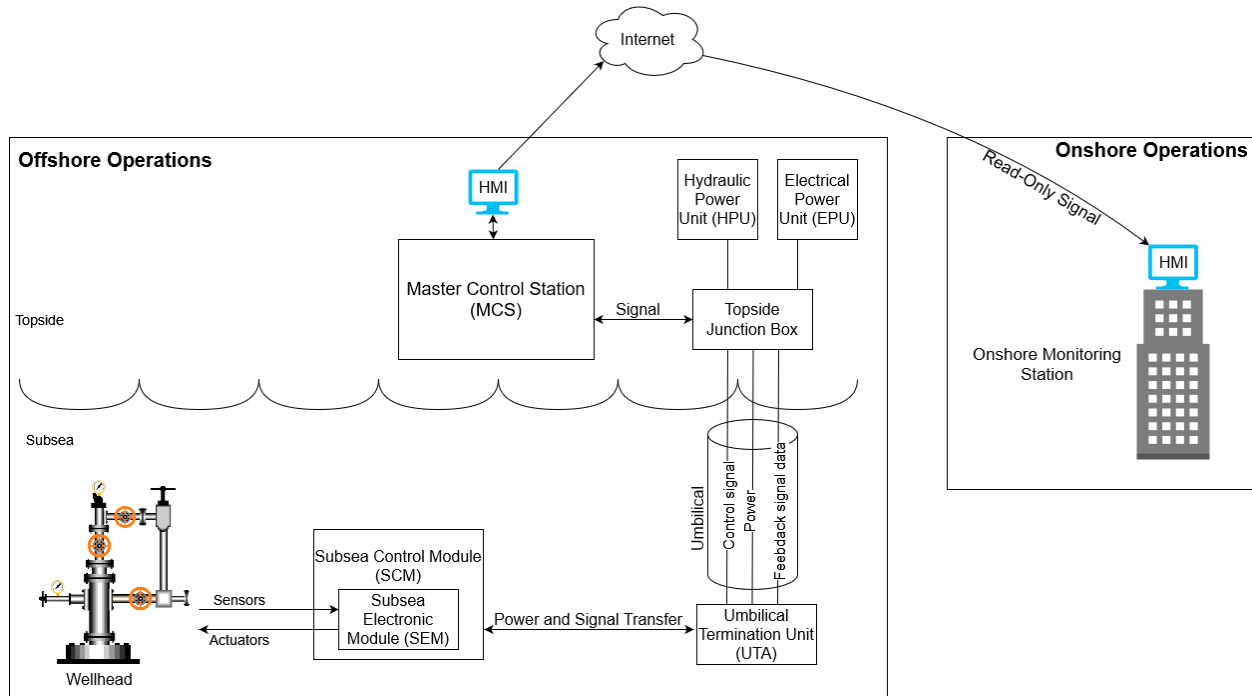 Internet
Offshore Operations
Onshore Operations
HMI
Hydraulic
Power
Unit (HPU)
Electrical
Power
Unit (EPU)
Read-Only Signal
HMI
Master Control Station
(MCS)
Signal
Topside
Junction Box
Topside
Onshore Monitoring
Station
Subsea
Umbilical
Control signal
Power
Feebdack signal data
Subsea Control Module
(SCM)
Subsea
Electronic
Module (SEM)
Sensors
Actuators
Power and Signal Transfer
Umbilical
Termination Unit
(UTA)
Wellhead